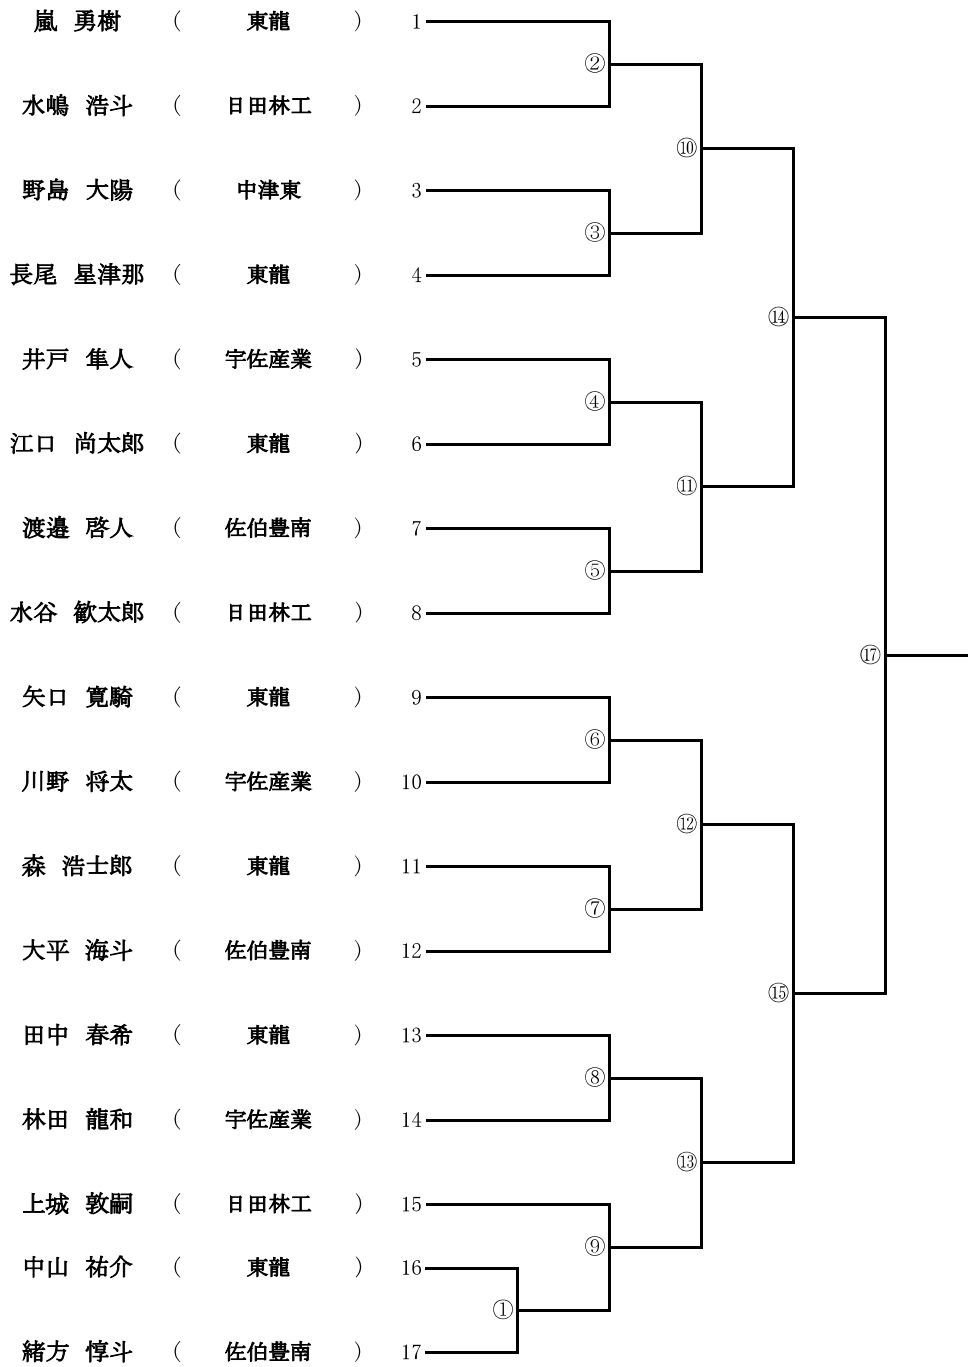 嵐 勇樹 ( 東龍 ) 1
②
水嶋 浩斗 ( 日田林工 ) 2
⑩
野島 大陽 ( 中津東 ) 3
③
長尾 星津那 ( 東龍 ) 4
⑭
井戸 隼人 ( 宇佐産業 ) 5
④
江口 尚太郎 ( 東龍 ) 6
⑪
渡邉 啓人 ( 佐伯豊南 ) 7
⑤
水谷 歓太郎 ( 日田林工 ) 8
⑰
矢口 寛騎 ( 東龍 ) 9
⑥
川野 将太 ( 宇佐産業 ) 10
⑫
森 浩士郎 ( 東龍 ) 11
⑦
大平 海斗 ( 佐伯豊南 ) 12
⑮
田中 春希 ( 東龍 ) 13
⑧
林田 龍和 ( 宇佐産業 ) 14
⑬
上城 敦嗣 ( 日田林工 ) 15
⑨
中山 祐介 ( 東龍 ) 16
①
緒方 惇斗 ( 佐伯豊南 ) 17